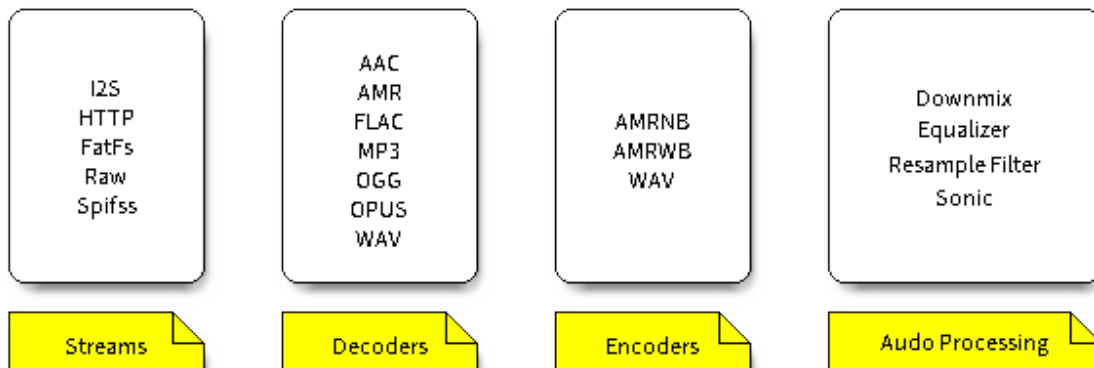 I2S
HTTP
FatFs
Raw
Spifss
AAC
AMR
FLAC
MP3
OGG
OPUS
WAV
AMRNB
AMRWB
WAV
Downmix
Equalizer
Resample Filter
Sonic
Streams
Decoders
Encoders
Audo Processing